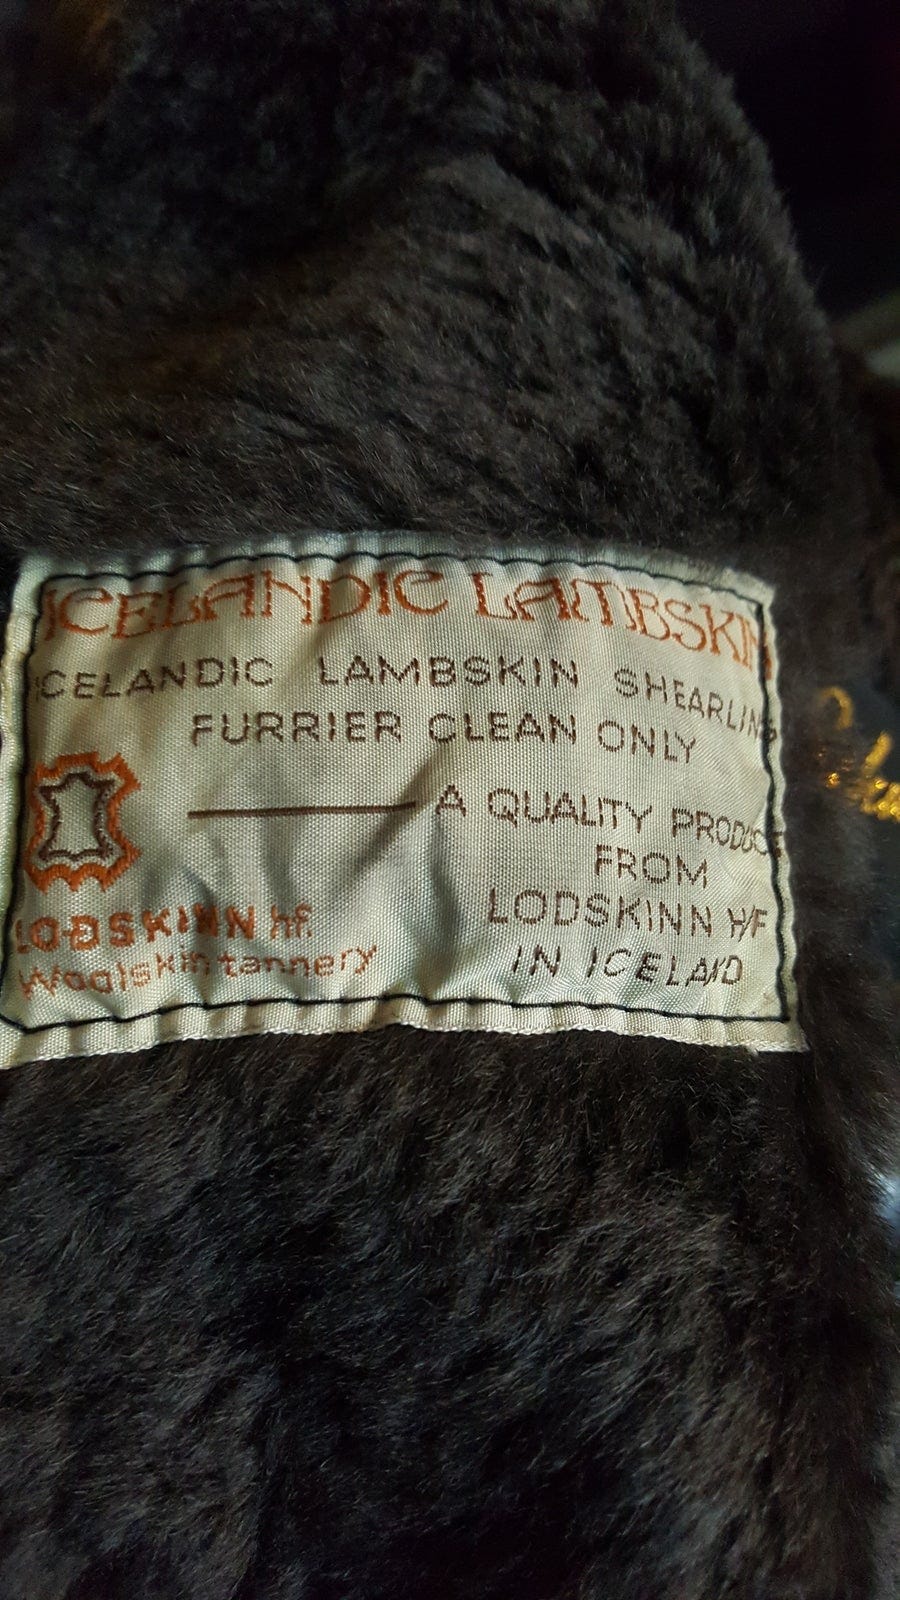 ICELANDIC LAMBSKIN
ICELANDIC LAMBSKIN SHEARLING
FURRIER CLEAN ONLY
A QUALITY PRODUCT
FROM
LODSKINN H/F
IN ICELAND
LODSKINN hf.
Woolskin tannery